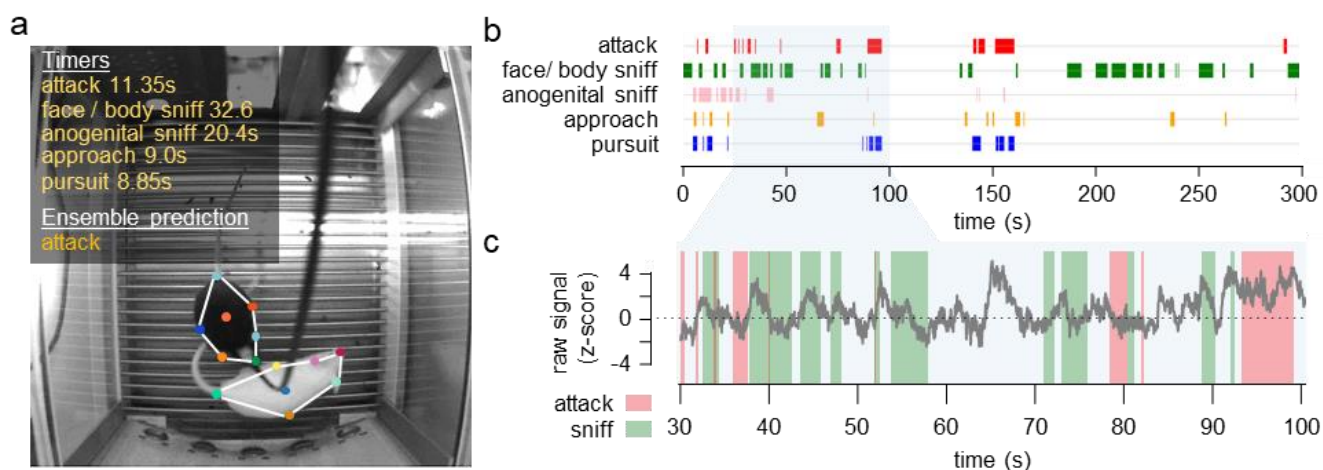 a
Timers
attack 11.35s
face / body sniff 32.6
anogenital sniff 20.4s
approach 9.0s
pursuit 8.85s
Ensemble prediction
attack
b
attack
face/ body sniff
anogenital sniff
approach
pursuit
0 50 100 150 200 250 300
time (s)
c
raw signal
(z-score)
4
0
-4
attack
sniff
30 40 50 60 70 80 90 100
time (s)